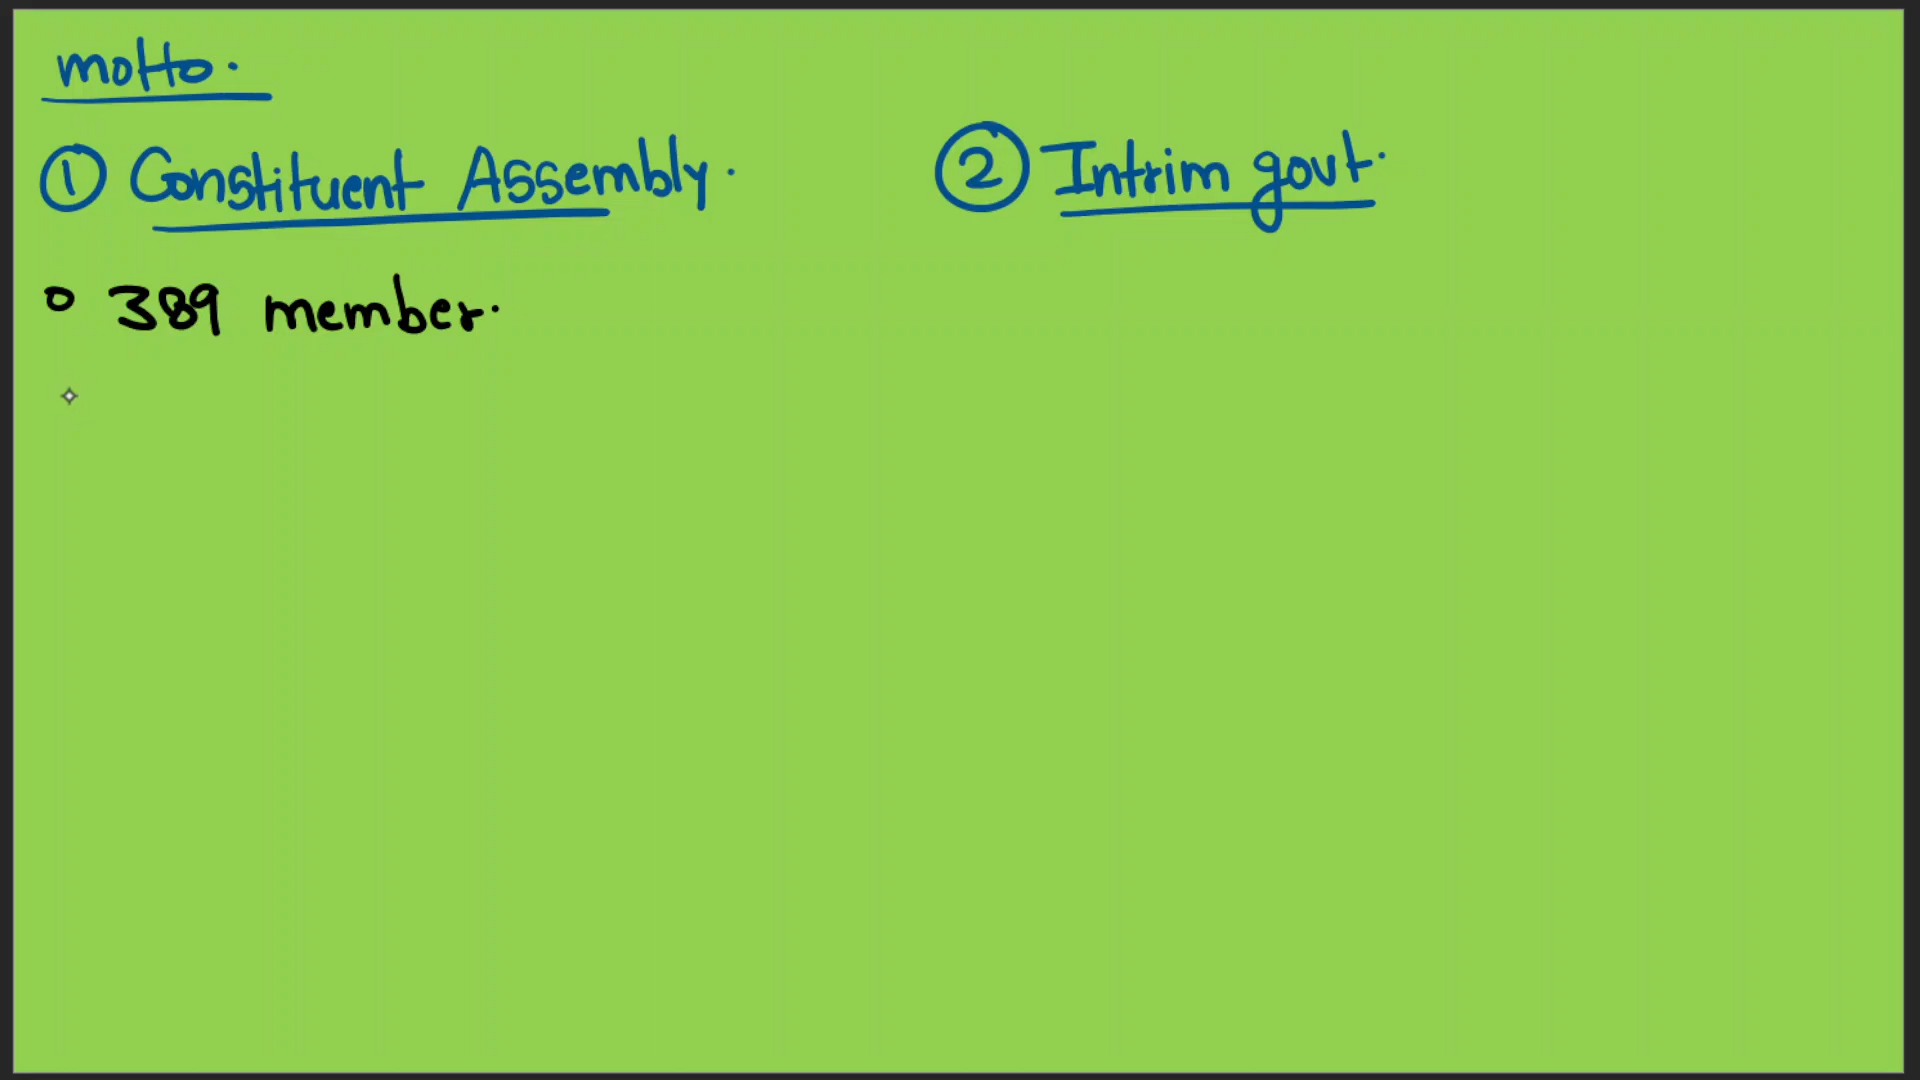 motto.
① Constituent Assembly.
② Intrim govt.
° 389 member.